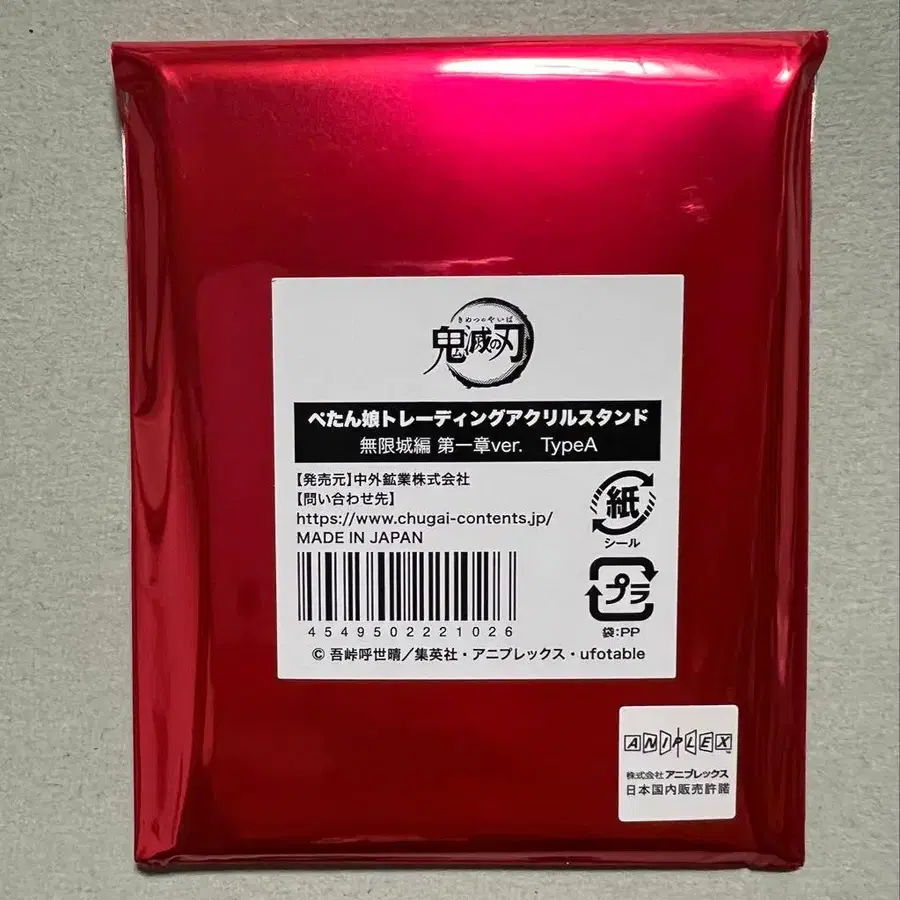 きめつのやいば
鬼滅の刃
ぺたん娘トレーディングアクリルスタンド
無限城編 第一章ver. TypeA
【発売元】中外鉱業株式会社
【問い合わせ先】
https://www.chugai-contents.jp/
MADE IN JAPAN
紙
シール
4549502221026
プラ
袋:PP
© 吾峠呼世晴／集英社・アニプレックス・ufotable
ANIPLEX™
株式会社 アニプレックス
日本国内販売許諾